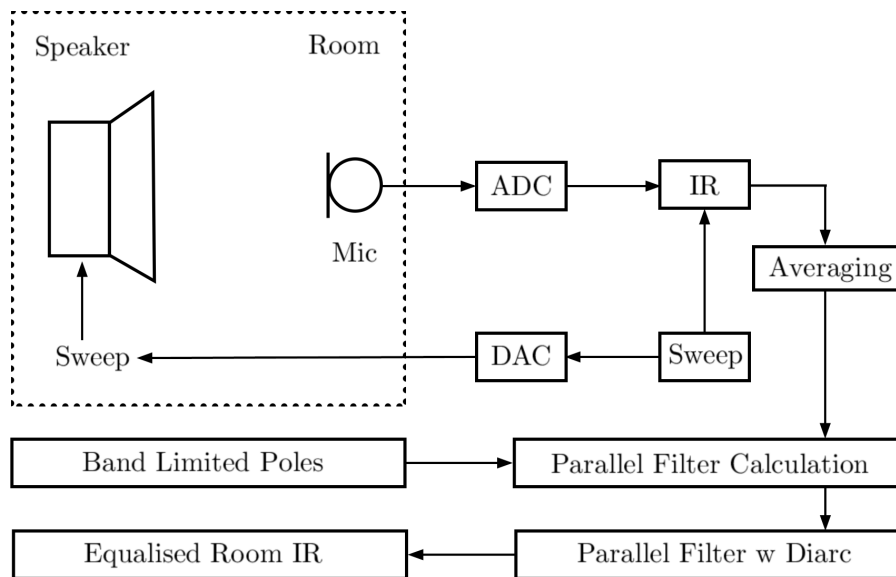 Speaker
Room
ADC
IR
Mic
Averaging
Sweep
DAC
Sweep
Band Limited Poles
Parallel Filter Calculation
Equalised Room IR
Parallel Filter w Diarc